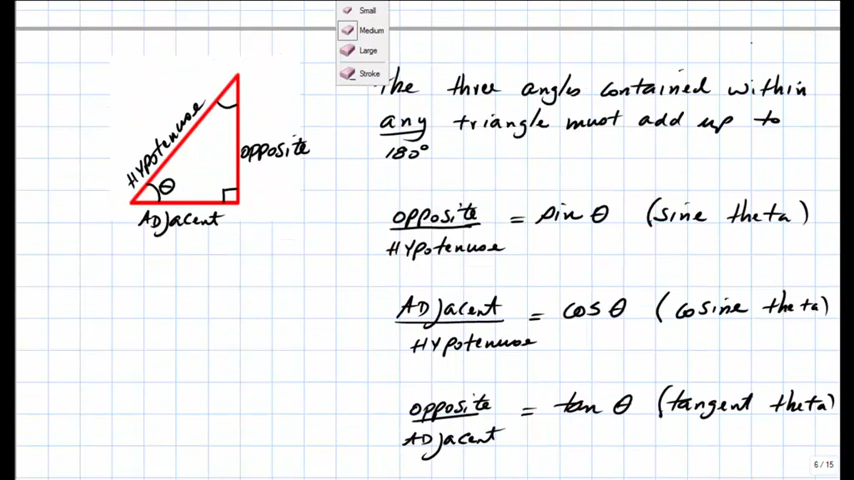 Small
Medium
Large
Stroke
The three angles contained within
any triangle must add up to
180°
HYpotenuse
opposite
θ
ADjacent
opposite = sin θ (sine theta)
HYpotenuse
ADjacent = cos θ (cosine theta)
HYpotenuse
opposite = tan θ (tangent theta)
ADjacent
6 / 15